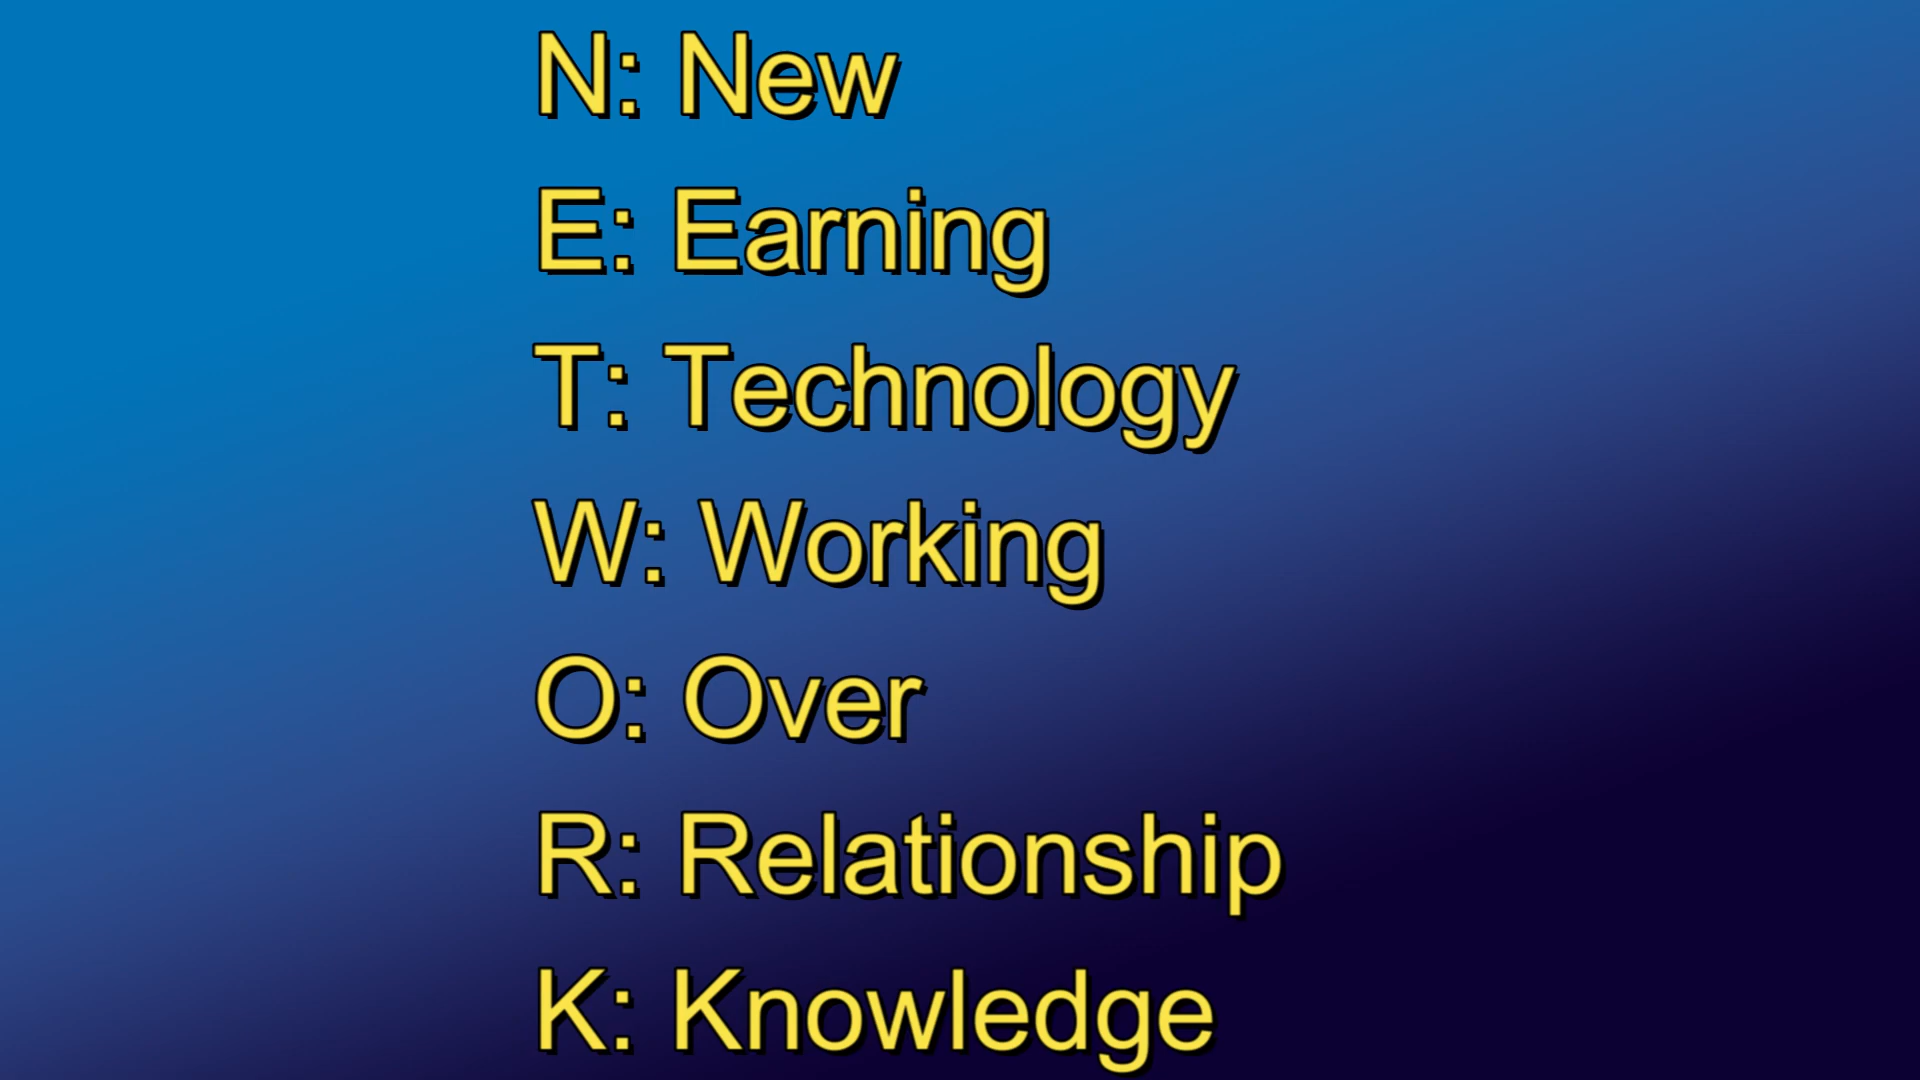 N: New
E: Earning
T: Technology
W: Working
O: Over
R: Relationship
K: Knowledge